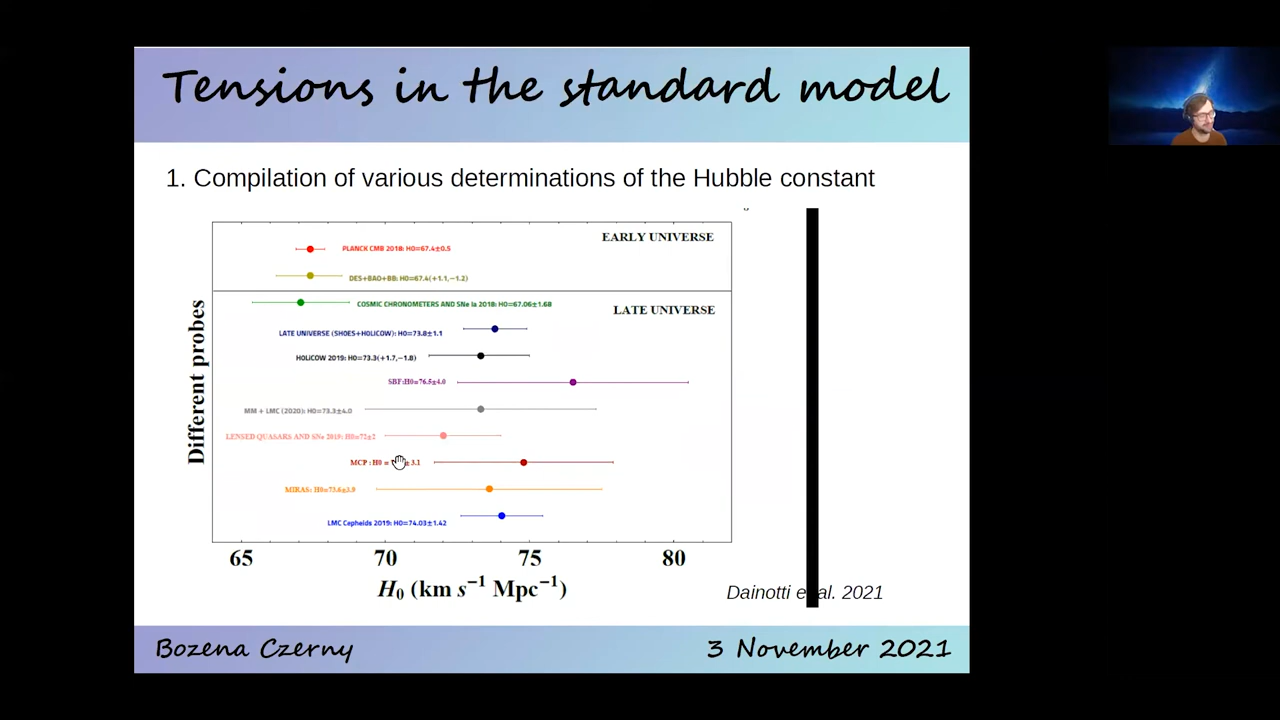 Tensions in the standard model
1. Compilation of various determinations of the Hubble constant
EARLY UNIVERSE
PLANCK CMB 2018: H0=67.4±0.5
DES+BAO+BB: H0=67.4(+1.1,−1.2)
COSMIC CHRONOMETERS AND SNe Ia 2018: H0=67.06±1.68
LATE UNIVERSE
LATE UNIVERSE (SHOES+HOLICOW): H0=73.8±1.1
HOLICOW 2019: H0=73.3(+1.7,−1.8)
SBF:H0=76.5±4.0
MM + LMC (2020): H0=73.3±4.0
LENSED QUASARS AND SNe 2019: H0=72±2
MCP : H0 = ± 3.1
MIRAS: H0=73.6±3.9
LMC Cepheids 2019: H0=74.03±1.42
Different probes
65 70 75 80
H₀ (km s⁻¹ Mpc⁻¹)
Dainotti al. 2021
Bozena Czerny
3 November 2021